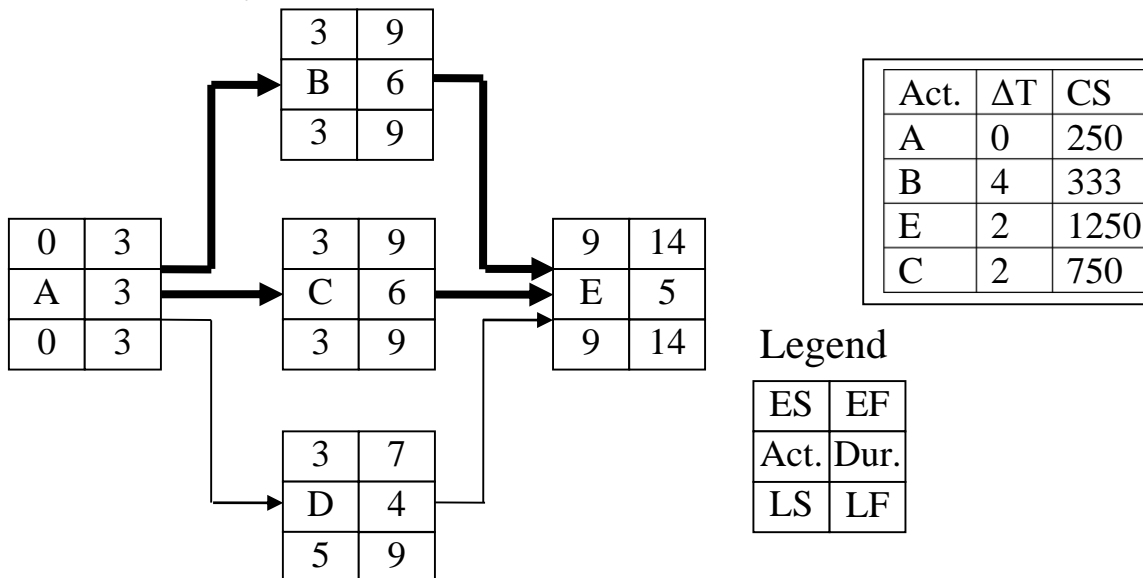 3 9
B 6
3 9
0 3
A 3
0 3
3 9
C 6
3 9
9 14
E 5
9 14
3 7
D 4
5 9
Act. ΔT CS
A 0 250
B 4 333
E 2 1250
C 2 750
Legend
ES EF
Act. Dur.
LS LF